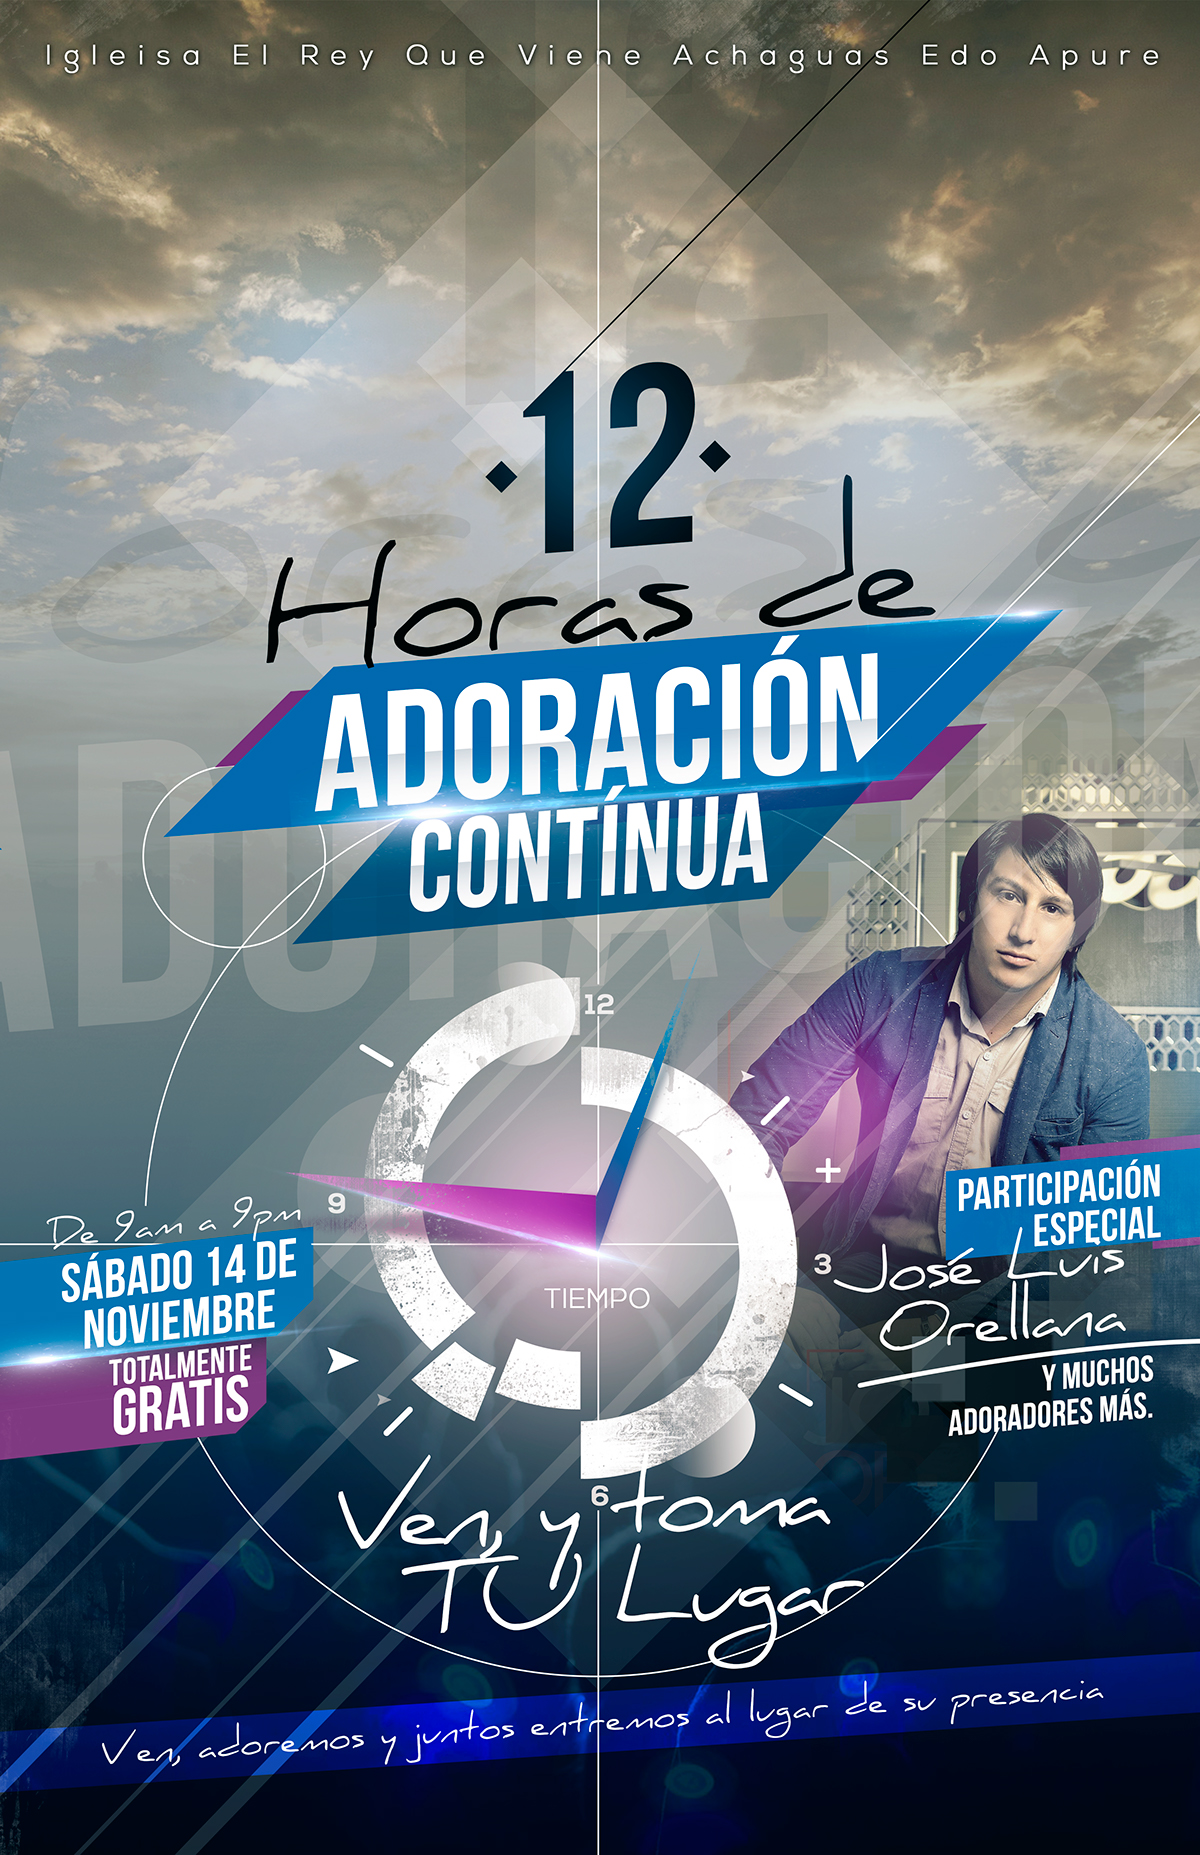 Igleisa El Rey Que Viene Achaguas Edo Apure
12
Horas de
ADORACIÓN
CONTÍNUA
12
9
3
6
TIEMPO
De 9am a 9pm
SÁBADO 14 DE
NOVIEMBRE
TOTALMENTE
GRATIS
PARTICIPACIÓN
ESPECIAL
José Luis
Orellana
Y MUCHOS
ADORADORES MÁS.
Ven, y toma
TU Lugar
Ven, adoremos y juntos entremos al lugar de su presencia